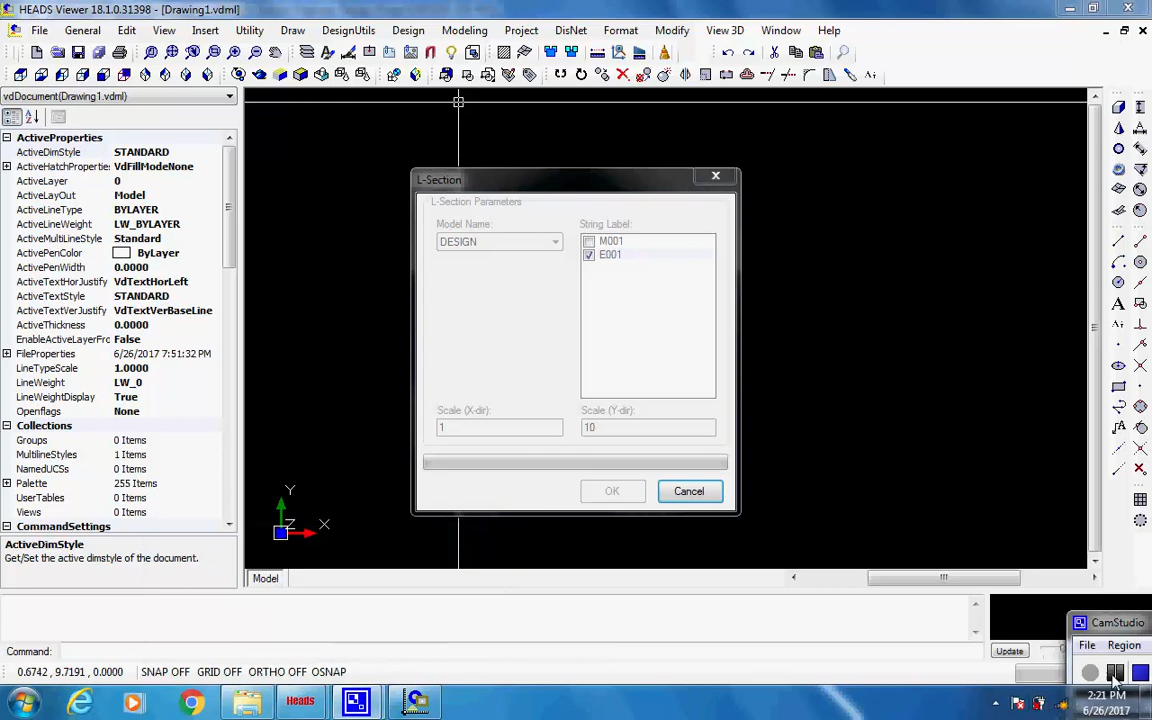 HEADS Viewer 18.1.0.31398 - [Drawing1.vdml]
File General Edit View Insert Utility Draw DesignUtils Design Modeling Project DisNet Format Modify View 3D Window Help
vdDocument(Drawing1.vdml)
ActiveProperties
ActiveDimStyle STANDARD
ActiveHatchProperties VdFillModeNone
ActiveLayer 0
ActiveLayOut Model
ActiveLineType BYLAYER
ActiveLineWeight LW_BYLAYER
ActiveMultiLineStyle Standard
ActivePenColor ByLayer
ActivePenWidth 0.0000
ActiveTextHorJustify VdTextHorLeft
ActiveTextStyle STANDARD
ActiveTextVerJustify VdTextVerBaseLine
ActiveThickness 0.0000
EnableActiveLayerFro False
FileProperties 6/26/2017 7:51:32 PM
LineTypeScale 1.0000
LineWeight LW_0
LineWeightDisplay True
Openflags None
Collections
Groups 0 Items
MultilineStyles 1 Items
NamedUCSs 0 Items
Palette 255 Items
UserTables 0 Items
Views 0 Items
CommandSettings
ActiveDimStyle
Get/Set the active dimstyle of the document.
L-Section
L-Section Parameters
Model Name: String Label:
DESIGN
M001
E001
Scale (X-dir): Scale (Y-dir):
1 10
OK Cancel
Y
Z X
Model
Command:
Update
0.6742 , 9.7191 , 0.0000 SNAP OFF GRID OFF ORTHO OFF OSNAP
CamStudio
File Region
Heads
2:21 PM
6/26/2017